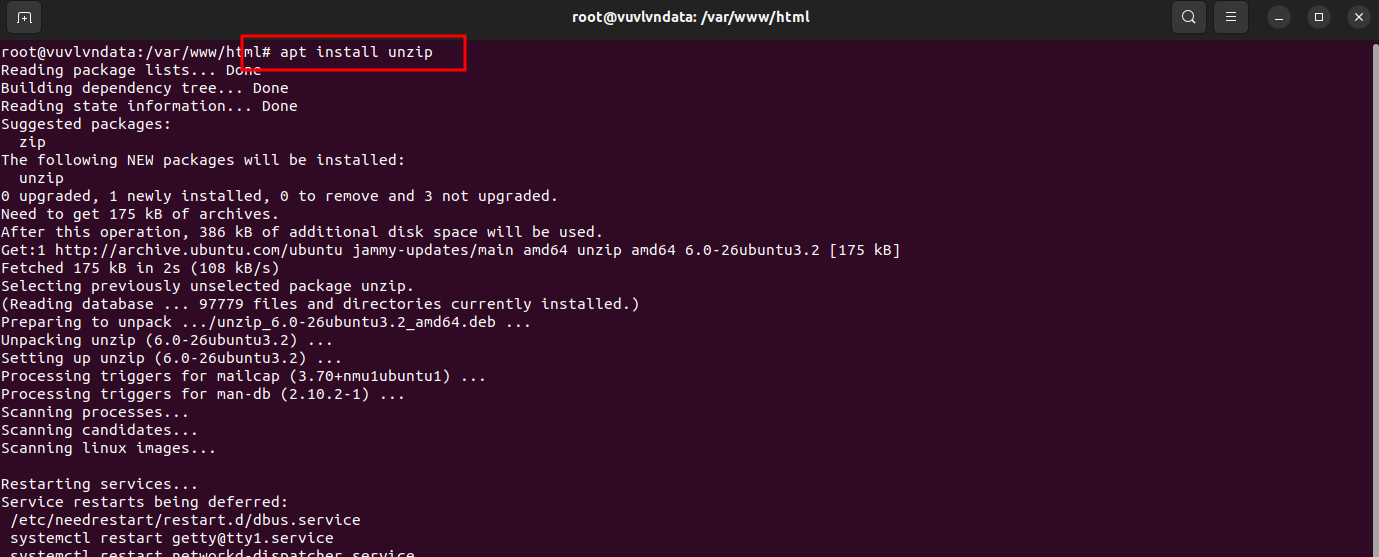 root@vuvlvndata: /var/www/html
root@vuvlvndata:/var/www/html# apt install unzip
Reading package lists... Done
Building dependency tree... Done
Reading state information... Done
Suggested packages:
  zip
The following NEW packages will be installed:
  unzip
0 upgraded, 1 newly installed, 0 to remove and 3 not upgraded.
Need to get 175 kB of archives.
After this operation, 386 kB of additional disk space will be used.
Get:1 http://archive.ubuntu.com/ubuntu jammy-updates/main amd64 unzip amd64 6.0-26ubuntu3.2 [175 kB]
Fetched 175 kB in 2s (108 kB/s)
Selecting previously unselected package unzip.
(Reading database ... 97779 files and directories currently installed.)
Preparing to unpack .../unzip_6.0-26ubuntu3.2_amd64.deb ...
Unpacking unzip (6.0-26ubuntu3.2) ...
Setting up unzip (6.0-26ubuntu3.2) ...
Processing triggers for mailcap (3.70+nmu1ubuntu1) ...
Processing triggers for man-db (2.10.2-1) ...
Scanning processes...
Scanning candidates...
Scanning linux images...

Restarting services...
Service restarts being deferred:
 /etc/needrestart/restart.d/dbus.service
 systemctl restart getty@tty1.service
 systemctl restart networkd-dispatcher.service